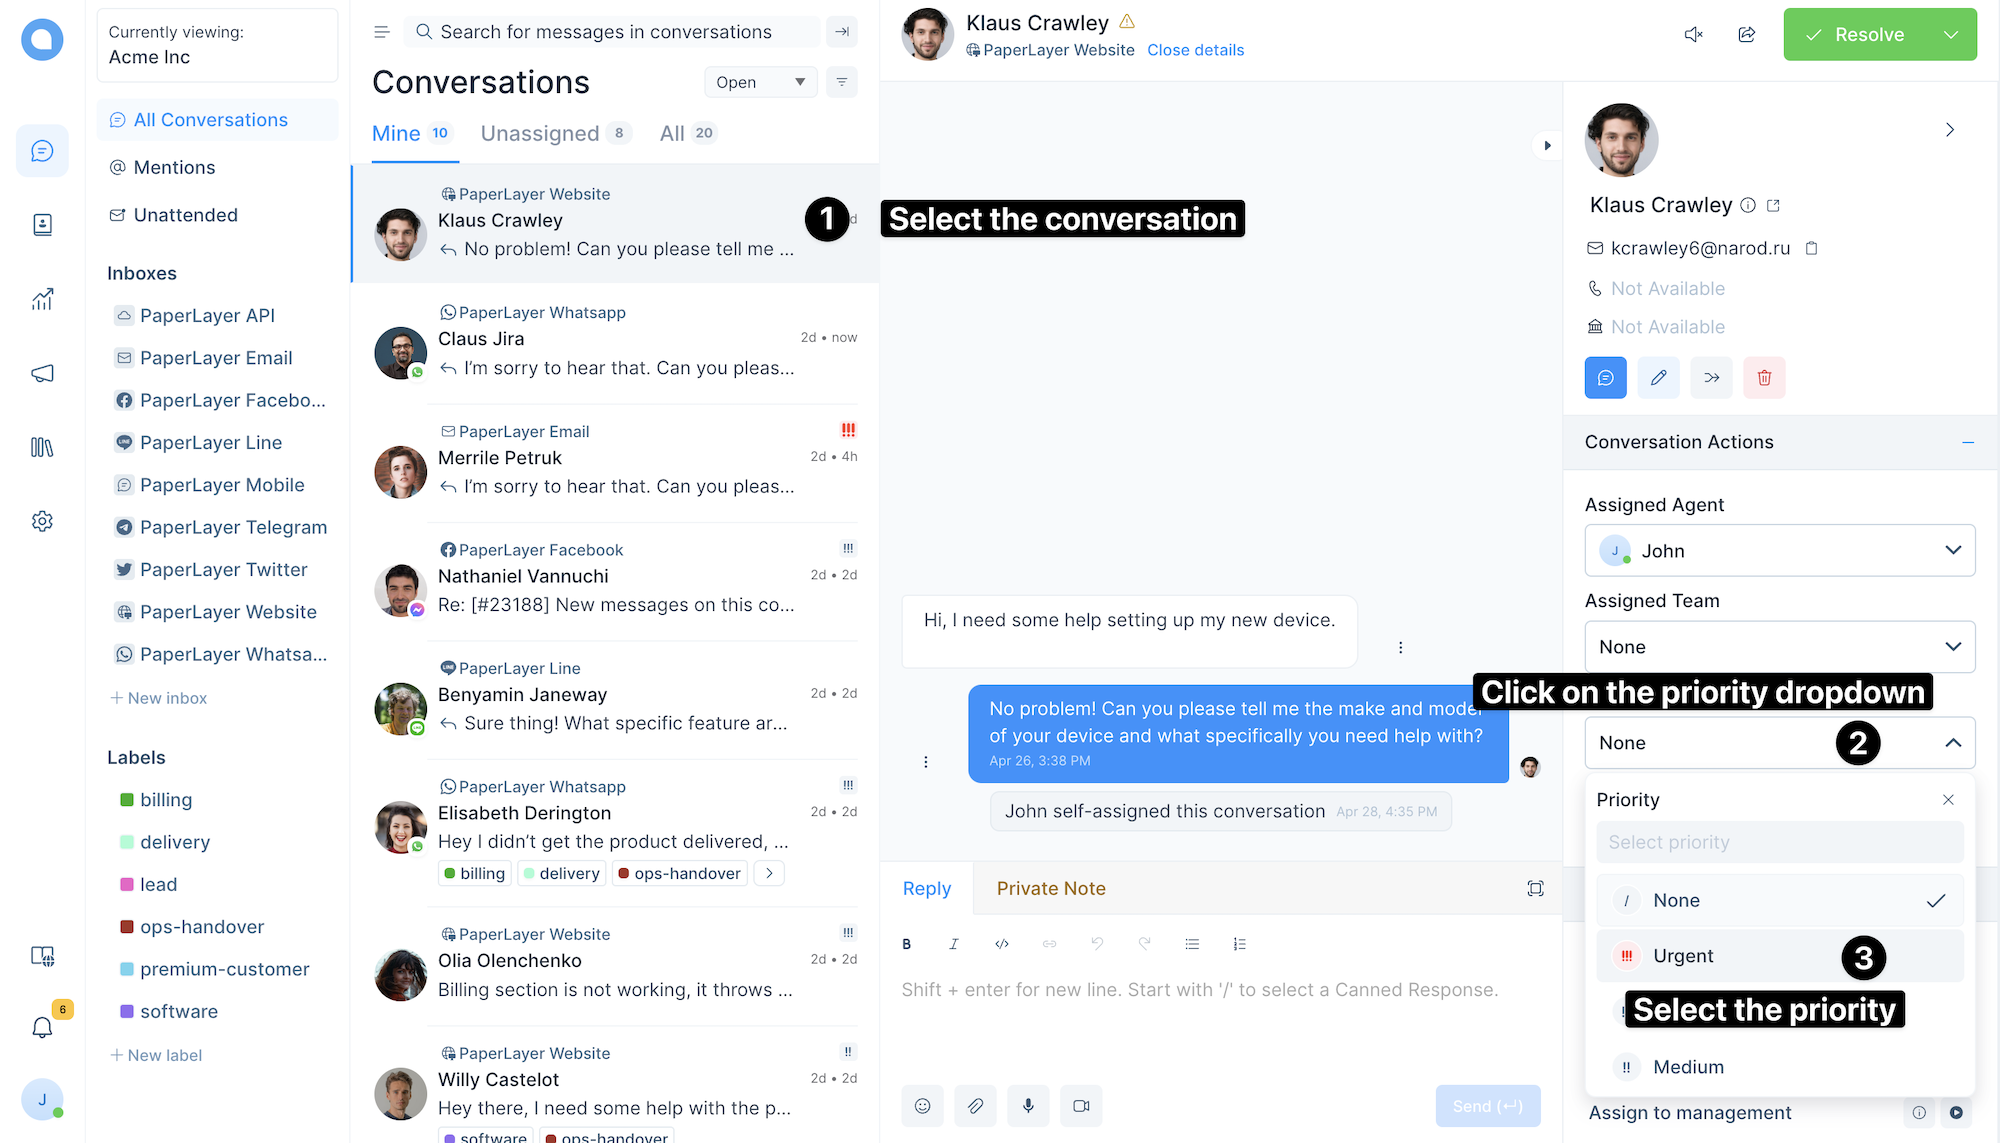 Currently viewing:
Acme Inc
All Conversations
Mentions
Unattended
Inboxes
PaperLayer API
PaperLayer Email
PaperLayer Facebo...
PaperLayer Line
PaperLayer Mobile
PaperLayer Telegram
PaperLayer Twitter
PaperLayer Website
PaperLayer Whatsa...
+ New inbox
Labels
billing
delivery
lead
ops-handover
premium-customer
software
+ New label
6
J
Search for messages in conversations
Conversations
Open
Mine 10 Unassigned 8 All 20
PaperLayer Website
Klaus Crawley
No problem! Can you please tell me ...
1 Select the conversation
PaperLayer Whatsapp
Claus Jira 2d • now
I'm sorry to hear that. Can you pleas...
PaperLayer Email !!!
Merrile Petruk 2d • 4h
I'm sorry to hear that. Can you pleas...
PaperLayer Facebook !!!
Nathaniel Vannuchi 2d • 2d
Re: [#23188] New messages on this co...
LINE PaperLayer Line
Benyamin Janeway 2d • 2d
Sure thing! What specific feature ar...
PaperLayer Whatsapp !!!
Elisabeth Derington 2d • 2d
Hey I didn’t get the product delivered, ...
billing delivery ops-handover
PaperLayer Website !!!
Olia Olenchenko 2d • 2d
Billing section is not working, it throws ...
PaperLayer Website !!
Willy Castelot 2d • 2d
Hey there, I need some help with the p...
software ops-handover
Klaus Crawley
PaperLayer Website Close details
Resolve
Hi, I need some help setting up my new device.
No problem! Can you please tell me the make and model
of your device and what specifically you need help with?
Apr 26, 3:38 PM
John self-assigned this conversation Apr 28, 4:35 PM
Reply Private Note
B I </>
Shift + enter for new line. Start with '/' to select a Canned Response.
Send (↵)
Klaus Crawley
kcrawley6@narod.ru
Not Available
Not Available
Conversation Actions
Assigned Agent
J John
Assigned Team
None
Click on the priority dropdown
None 2
Priority
Select priority
/ None
!!! Urgent 3
Select the priority
!! Medium
Assign to management